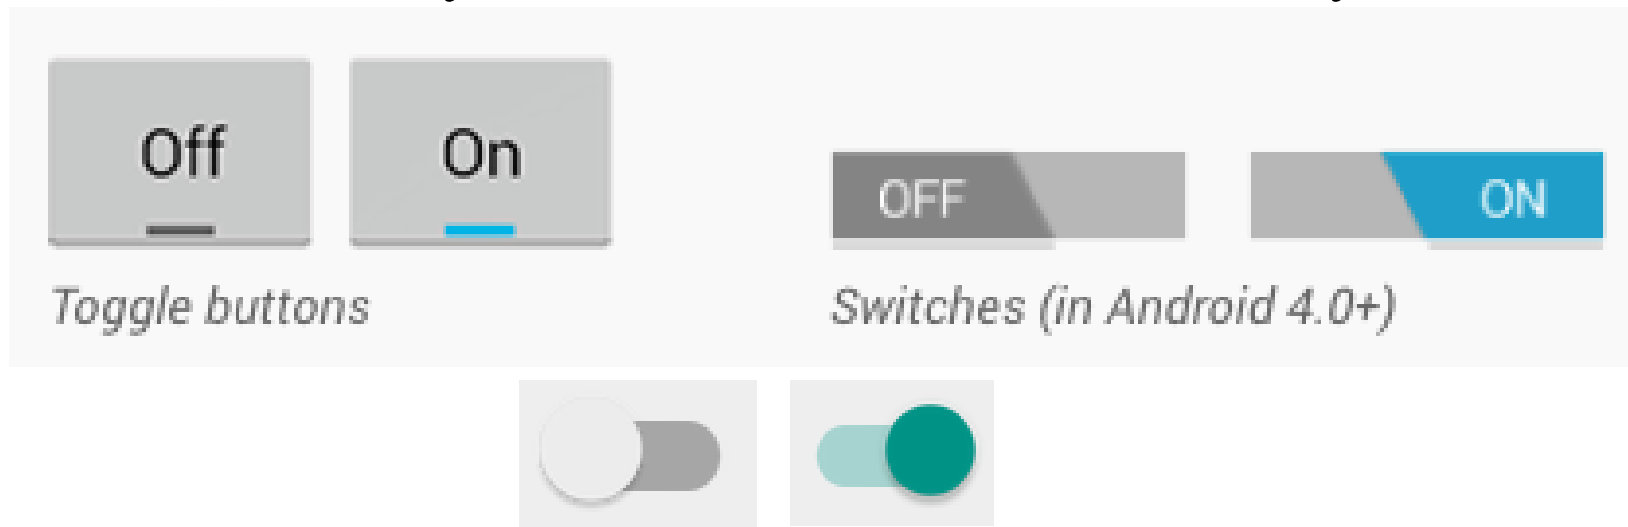 Off On
OFF ON
Toggle buttons Switches (in Android 4.0+)